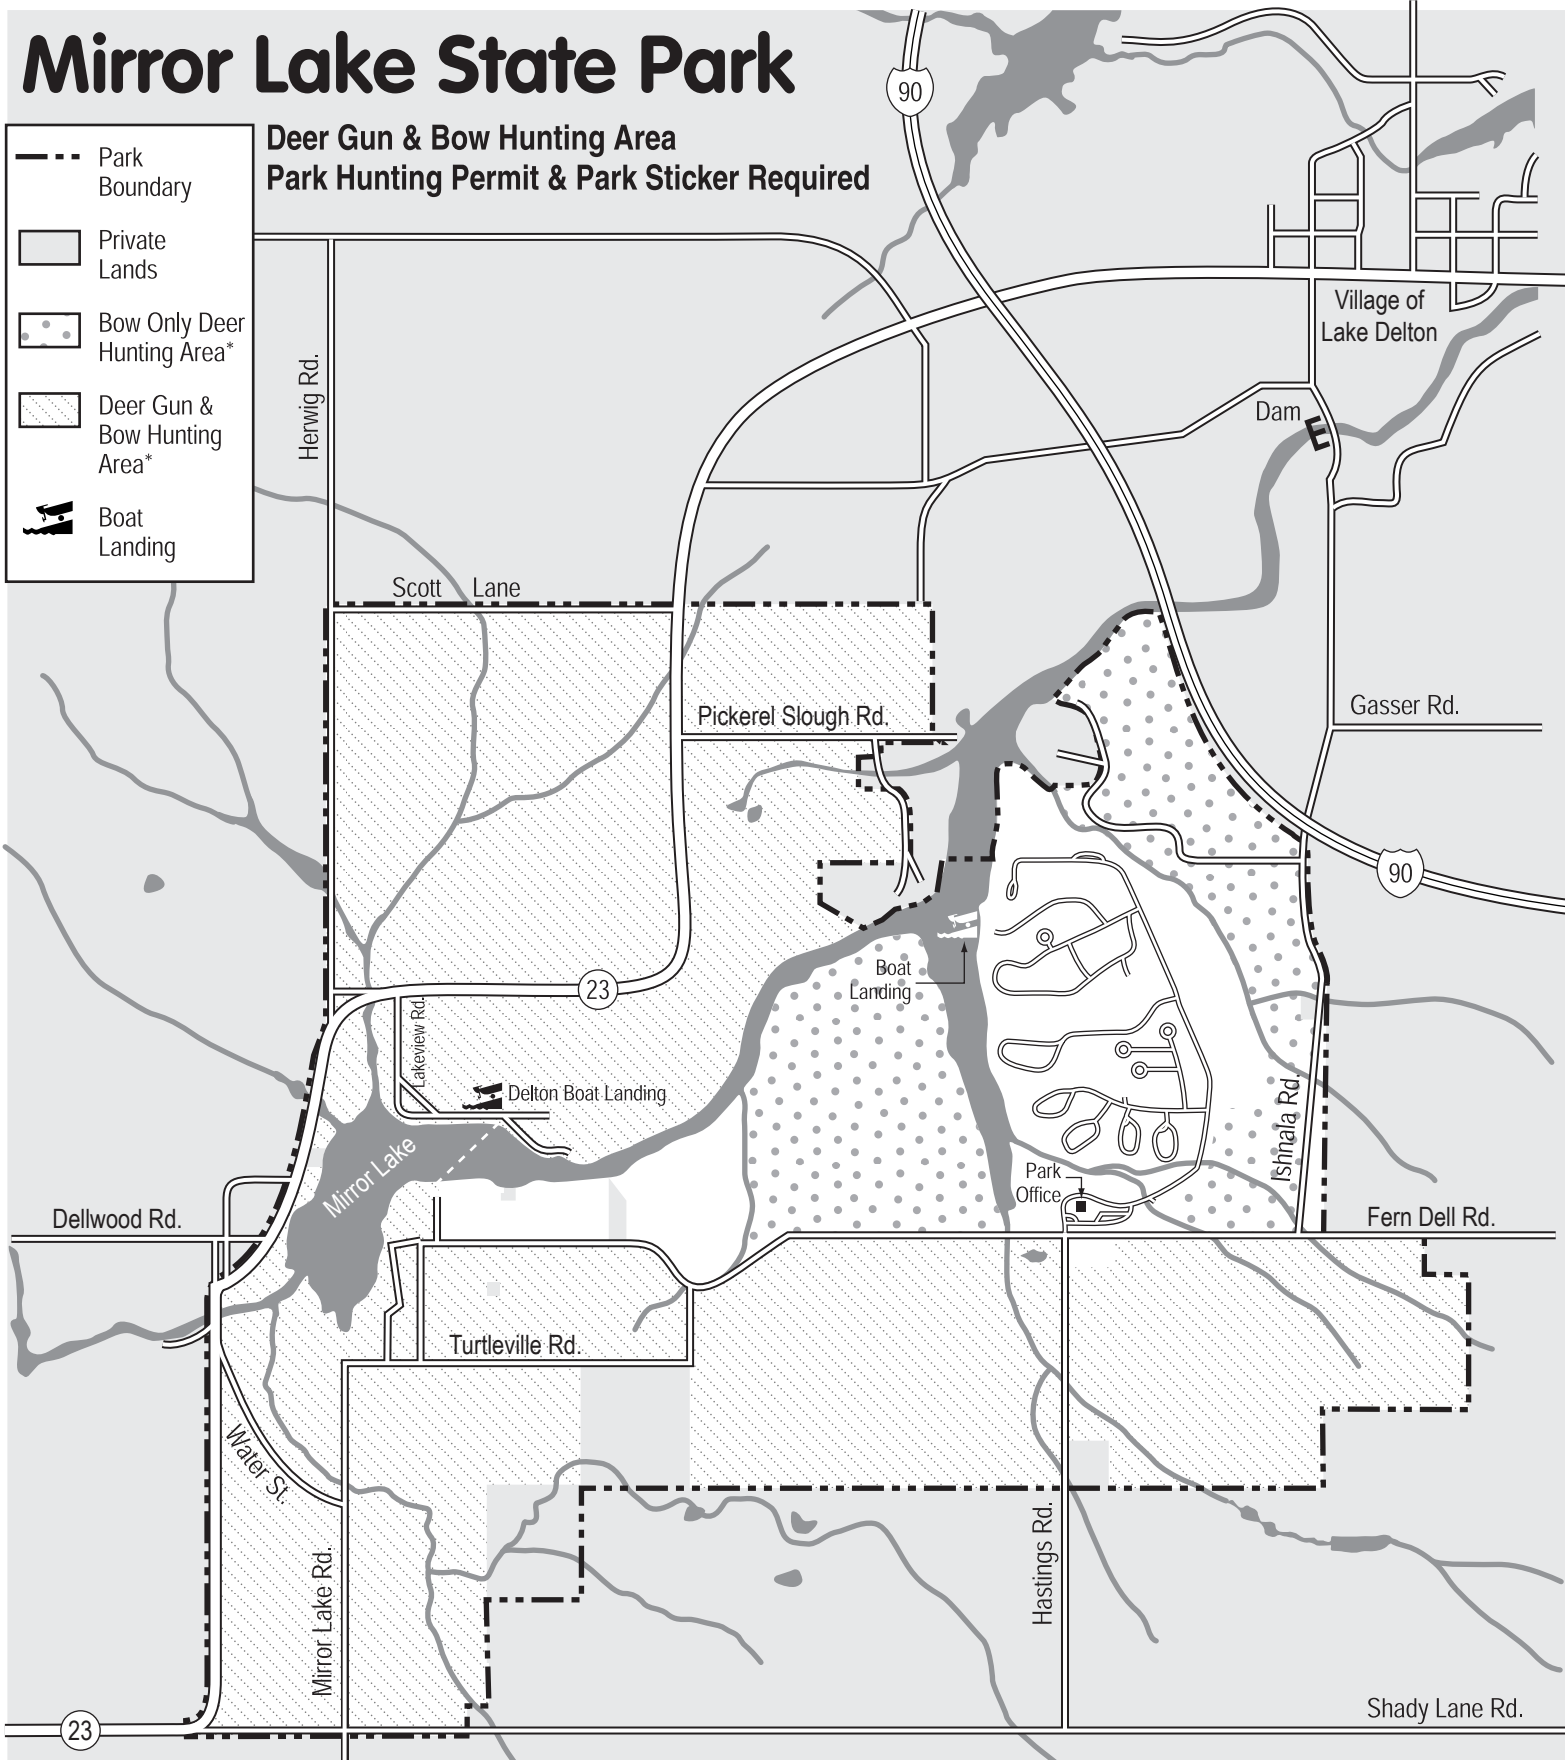 Mirror Lake State Park
Deer Gun & Bow Hunting Area
Park Hunting Permit & Park Sticker Required
Park
Boundary
Private
Lands
Bow Only Deer
Hunting Area*
Deer Gun &
Bow Hunting
Area*
Boat
Landing
90
Village of
Lake Delton
Herwig Rd.
Dam
Scott Lane
Pickerel Slough Rd.
Gasser Rd.
90
Boat
Landing
23
Lakeview Rd.
Delton Boat Landing
Mirror Lake
Ishnala Rd.
Park
Office
Dellwood Rd.
Fern Dell Rd.
Turtleville Rd.
Water St.
Mirror Lake Rd.
Hastings Rd.
Shady Lane Rd.
23